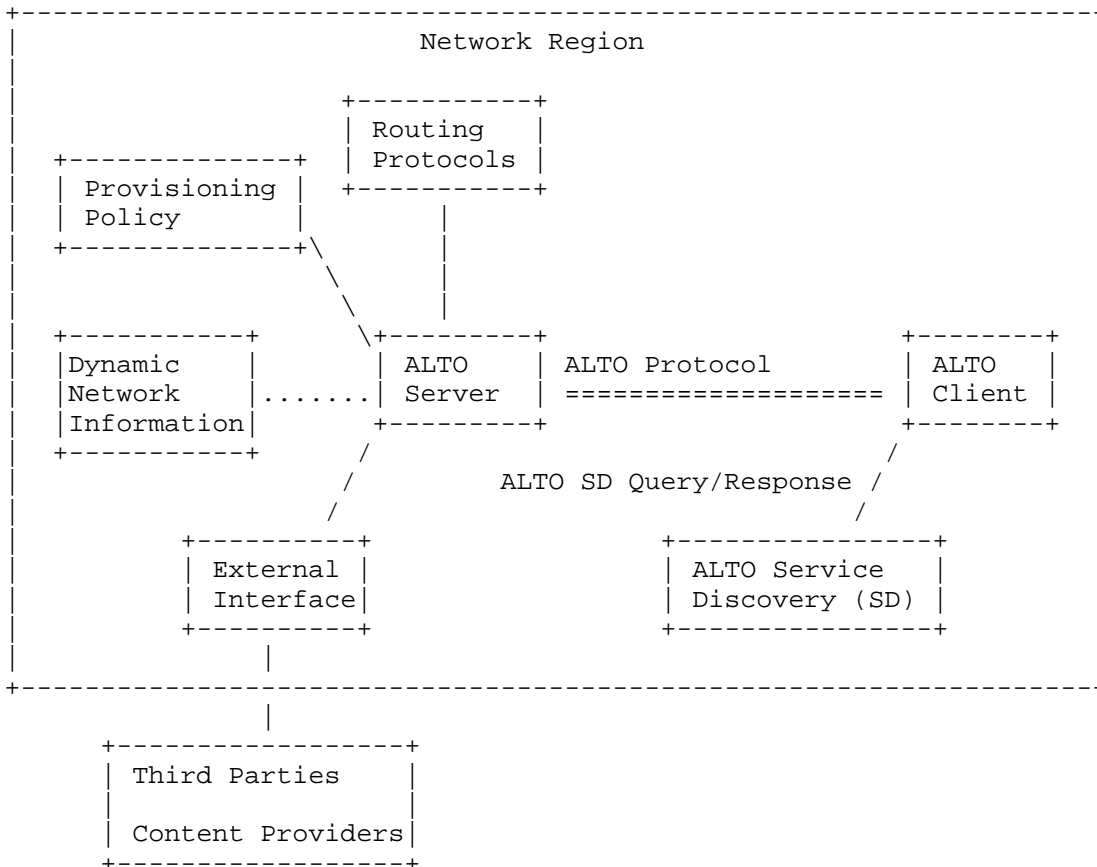 Network Region
Routing
Protocols
Provisioning
Policy
Dynamic
Network
Information
ALTO
Server
ALTO Protocol
ALTO
Client
ALTO SD Query/Response
External
Interface
ALTO Service
Discovery (SD)
Third Parties
Content Providers